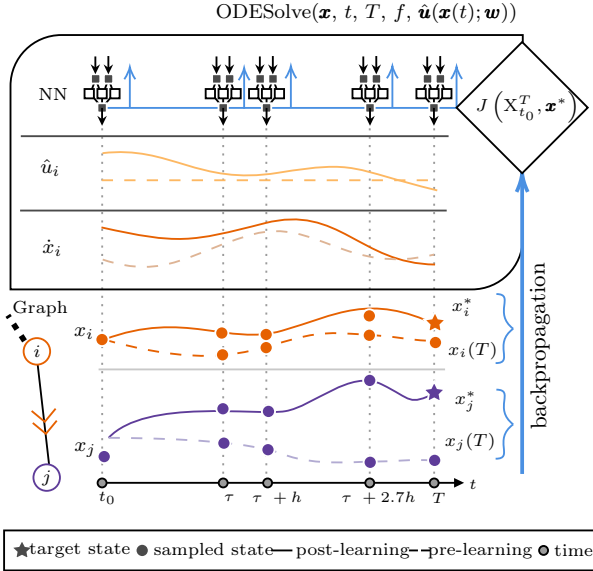 ODESolve(𝒙, t, T, f, û(𝒙(t); 𝒘))
NN
J (X_{t_0}^T, 𝒙*)
û_i
ẋ_i
Graph
i
j
x_i
x_i^*
x_i(T)
x_j
x_j^*
x_j(T)
backpropagation
t_0
τ
τ + h
τ + 2.7h
T
t
target state
sampled state
post-learning
pre-learning
time